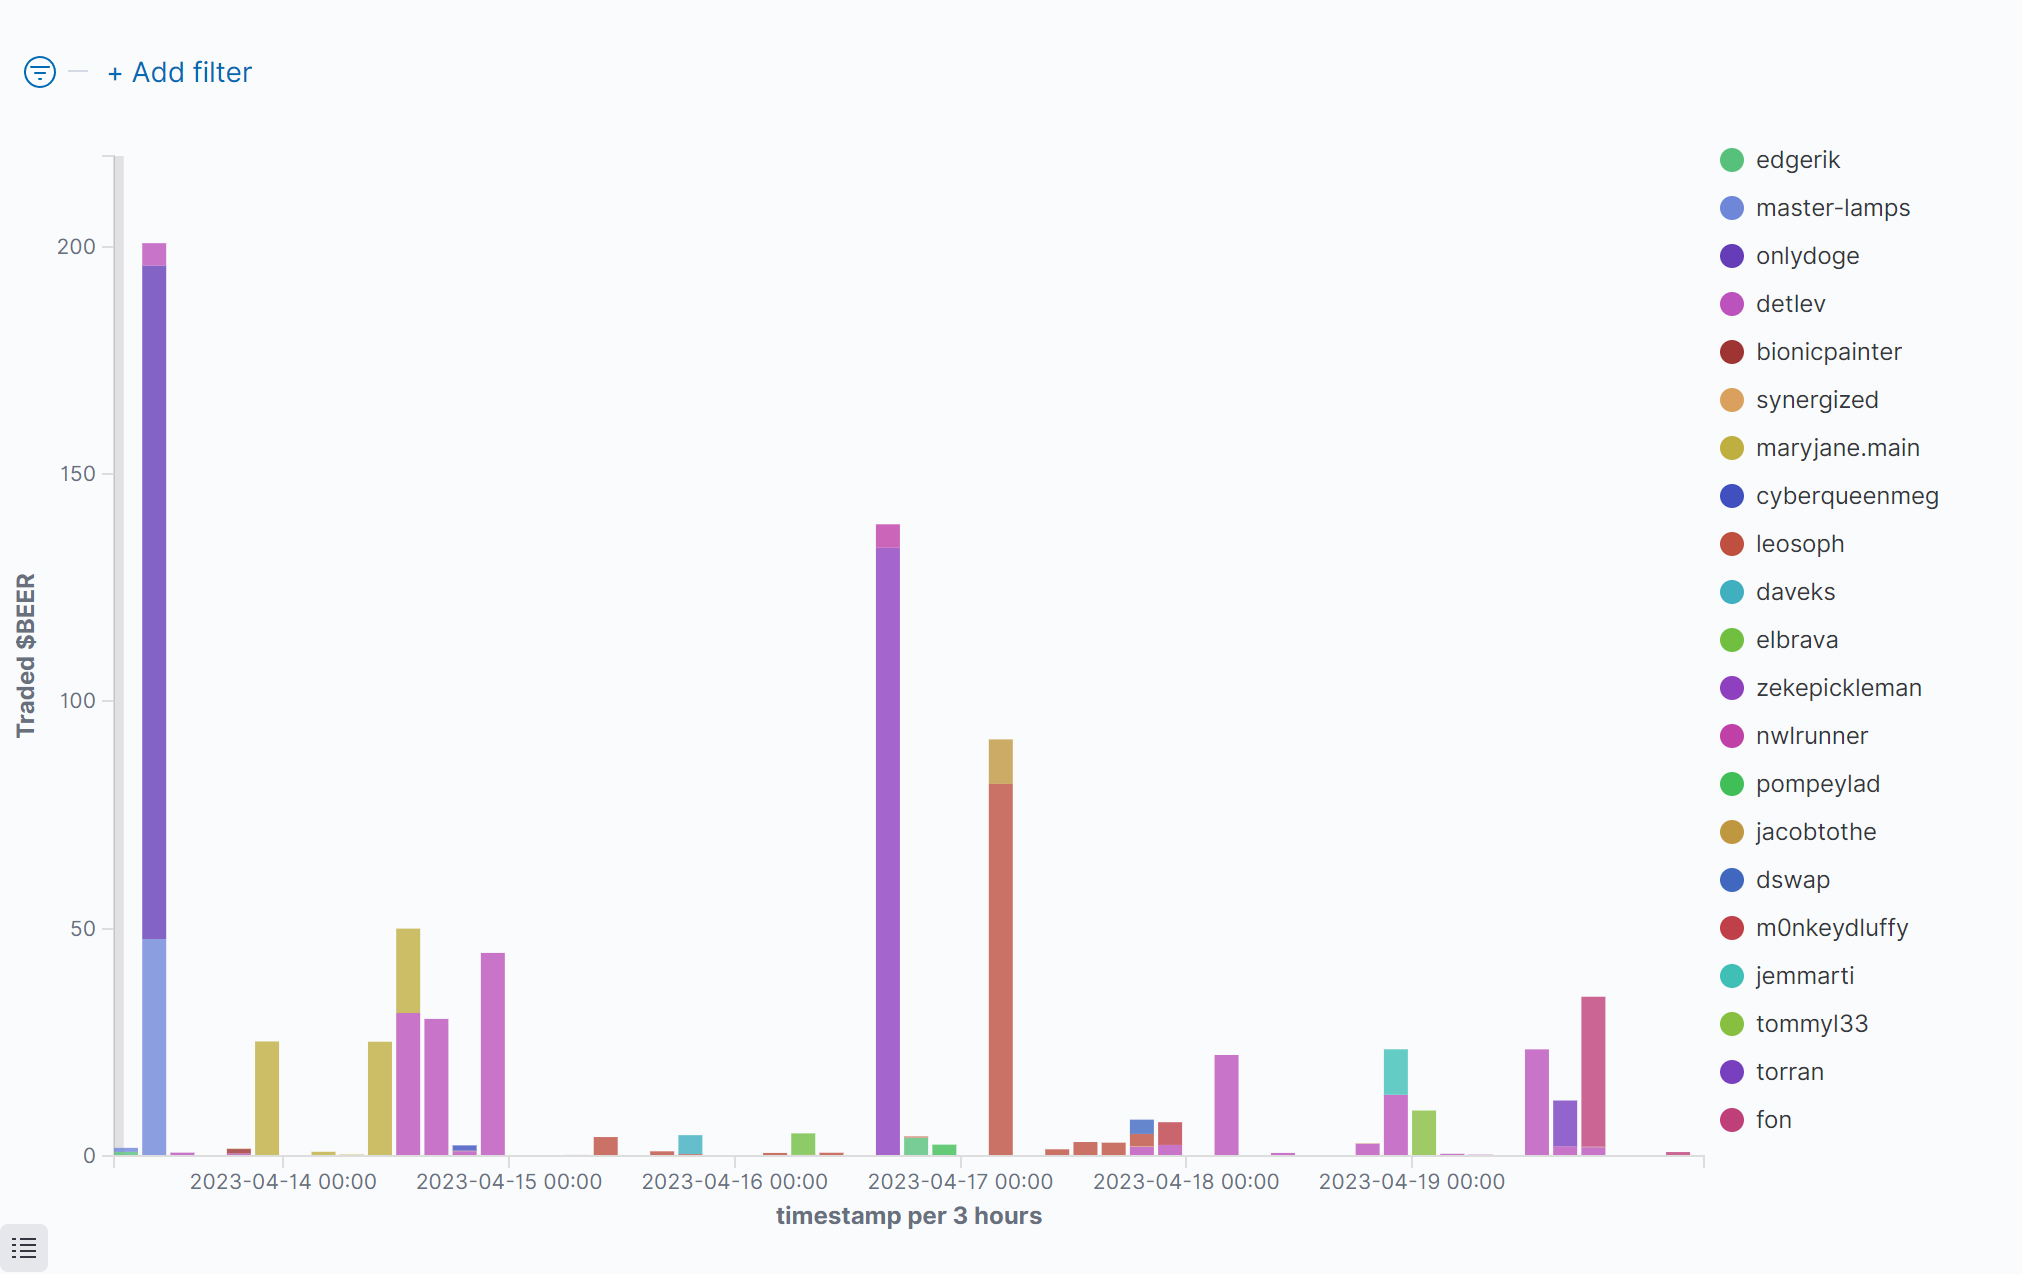 + Add filter
Traded $BEER
200
150
100
50
0
2023-04-14 00:00
2023-04-15 00:00
2023-04-16 00:00
2023-04-17 00:00
2023-04-18 00:00
2023-04-19 00:00
timestamp per 3 hours
edgerik
master-lamps
onlydoge
detlev
bionicpainter
synergized
maryjane.main
cyberqueenmeg
leosoph
daveks
elbrava
zekepickleman
nwlrunner
pompeylad
jacobtothe
dswap
m0nkeydluffy
jemmarti
tommyl33
torran
fon